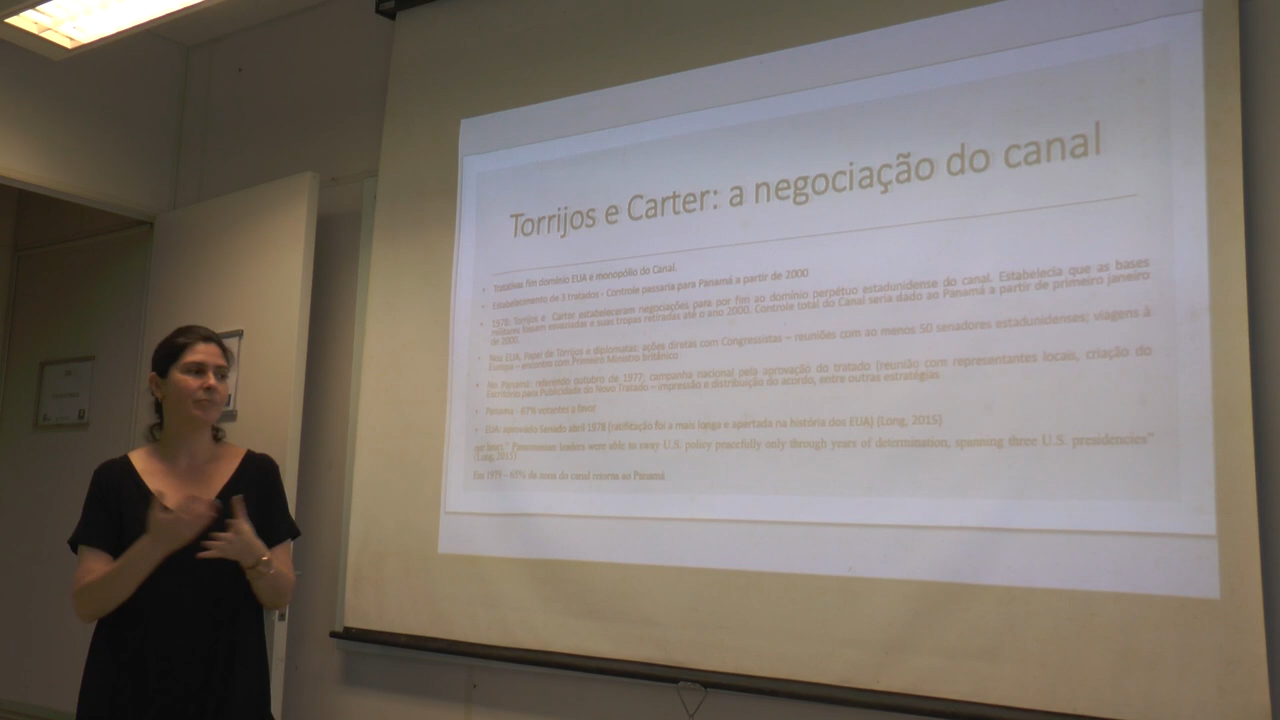 Torrijos e Carter: a negociação do canal
Tratativas fim domínio EUA e monopólio do Canal.
Estabelecimento de 3 tratados - Controle passaria para Panamá a partir de 2000
1978: Torrijos e Carter estabeleceram negociações para por fim ao domínio perpétuo estadunidense do canal. Estabelecia que as bases
militares fossem esvaziadas e suas tropas retiradas até o ano 2000. Controle total do Canal seria dado ao Panamá a partir de primeiro janeiro
de 2000.
Nos EUA, Papel de Torrijos e diplomatas: ações diretas com Congressistas – reuniões com ao menos 50 senadores estadunidenses; viagens à
Europa – encontro com Primeiro Ministro britânico
No Panamá: referendo outubro de 1977; campanha nacional pela aprovação do tratado (reunião com representantes locais, criação do
Escritório para Publicidade do Novo Tratado – impressão e distribuição do acordo, entre outras estratégias
Panama - 67% votantes a favor
EUA: aprovado Senado abril 1978 (ratificação foi a mais longa e apertada na história dos EUA) (Long, 2015)
Panamanian leaders were able to sway U.S. policy peacefully only through years of determination, spanning three U.S. presidencies”
(Long, 2015)
Em 1979 – 65% da zona do canal retorna ao Panamá